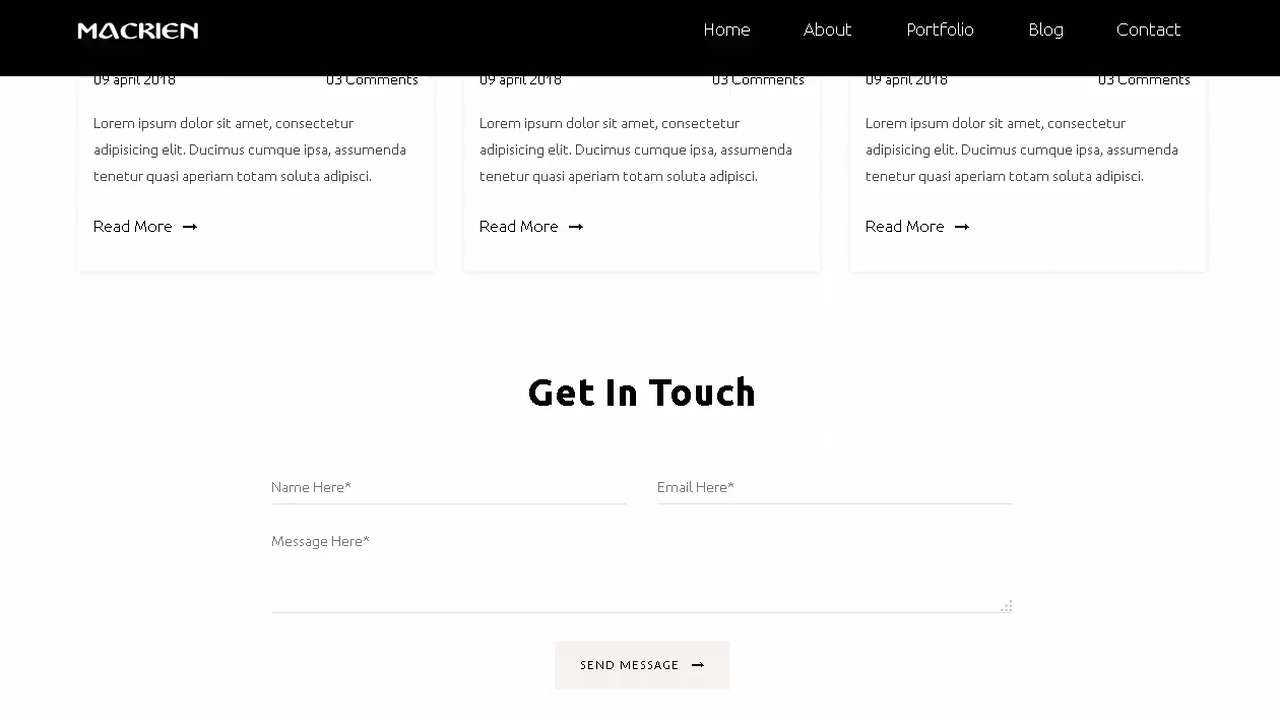 MACRIEN Home About Portfolio Blog Contact
09 april 2018 03 Comments 09 april 2018 03 Comments 09 april 2018 03 Comments
Lorem ipsum dolor sit amet, consectetur
adipisicing elit. Ducimus cumque ipsa, assumenda
tenetur quasi aperiam totam soluta adipisci.
Read More
Lorem ipsum dolor sit amet, consectetur
adipisicing elit. Ducimus cumque ipsa, assumenda
tenetur quasi aperiam totam soluta adipisci.
Read More
Lorem ipsum dolor sit amet, consectetur
adipisicing elit. Ducimus cumque ipsa, assumenda
tenetur quasi aperiam totam soluta adipisci.
Read More
Get In Touch
Name Here* Email Here*
Message Here*
SEND MESSAGE